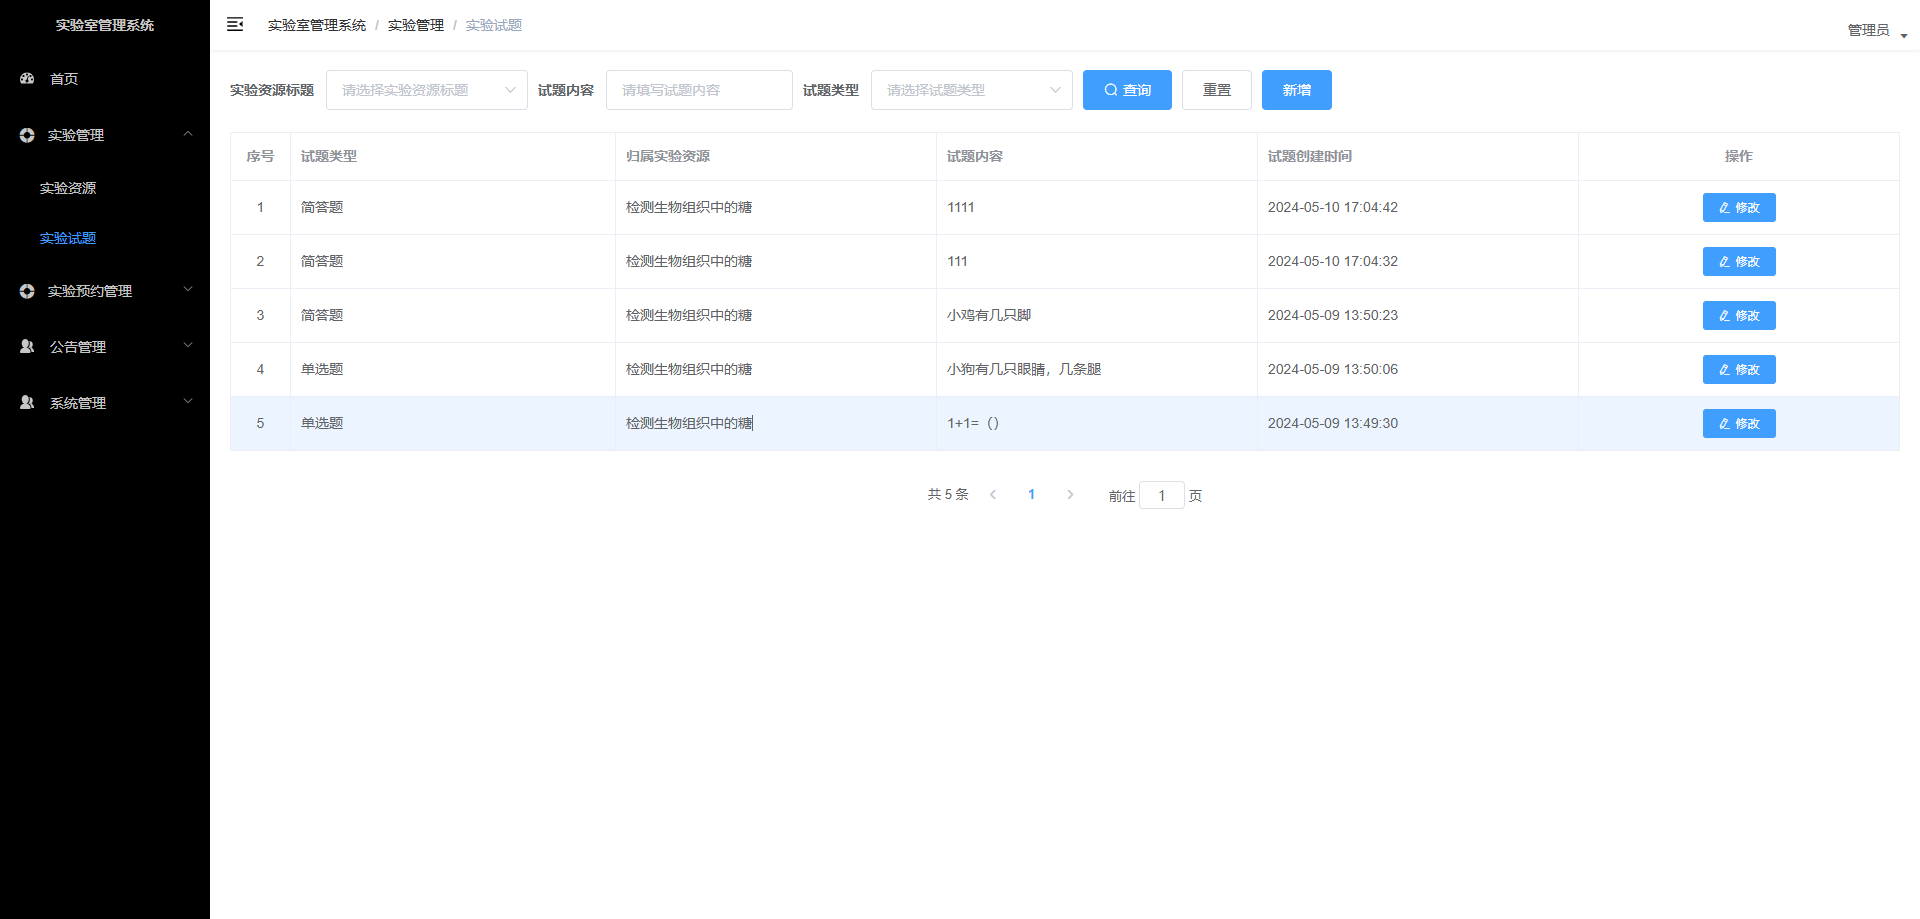 实验室管理系统
首页
实验管理
实验资源
实验试题
实验预约管理
公告管理
系统管理
实验室管理系统 / 实验管理 / 实验试题
管理员
实验资源标题 请选择实验资源标题 试题内容 请填写试题内容 试题类型 请选择试题类型 查询 重置 新增
序号 试题类型 归属实验资源 试题内容 试题创建时间 操作
1 简答题 检测生物组织中的糖 1111 2024-05-10 17:04:42 修改
2 简答题 检测生物组织中的糖 111 2024-05-10 17:04:32 修改
3 简答题 检测生物组织中的糖 小鸡有几只脚 2024-05-09 13:50:23 修改
4 单选题 检测生物组织中的糖 小狗有几只眼睛，几条腿 2024-05-09 13:50:06 修改
5 单选题 检测生物组织中的糖 1+1=（） 2024-05-09 13:49:30 修改
共 5 条 1 前往 1 页